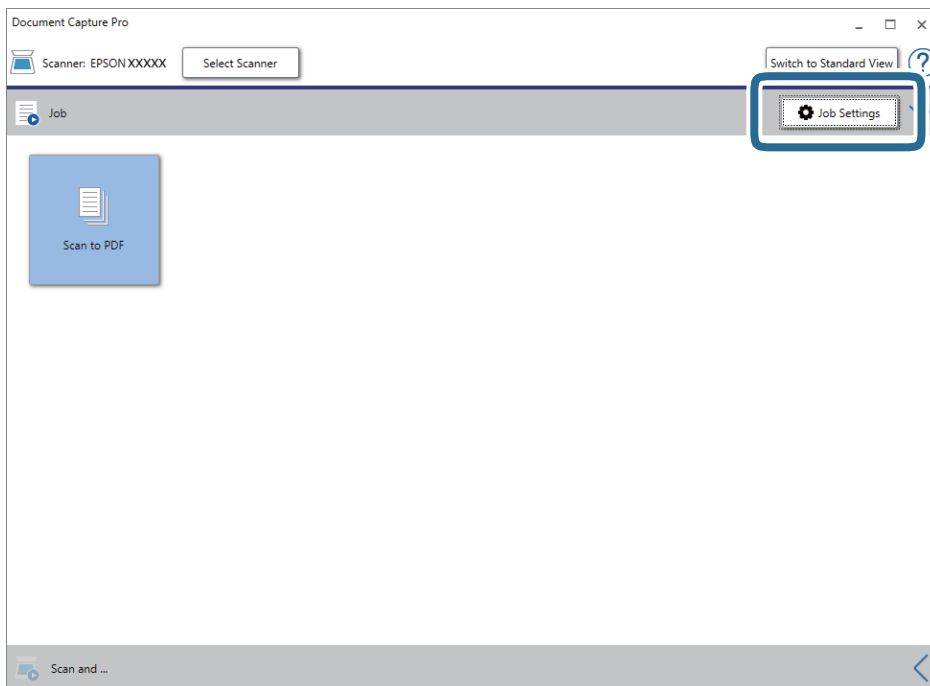 Document Capture Pro
Scanner: EPSON XXXXX Select Scanner Switch to Standard View ?
Job Job Settings
Scan to PDF
Scan and ...